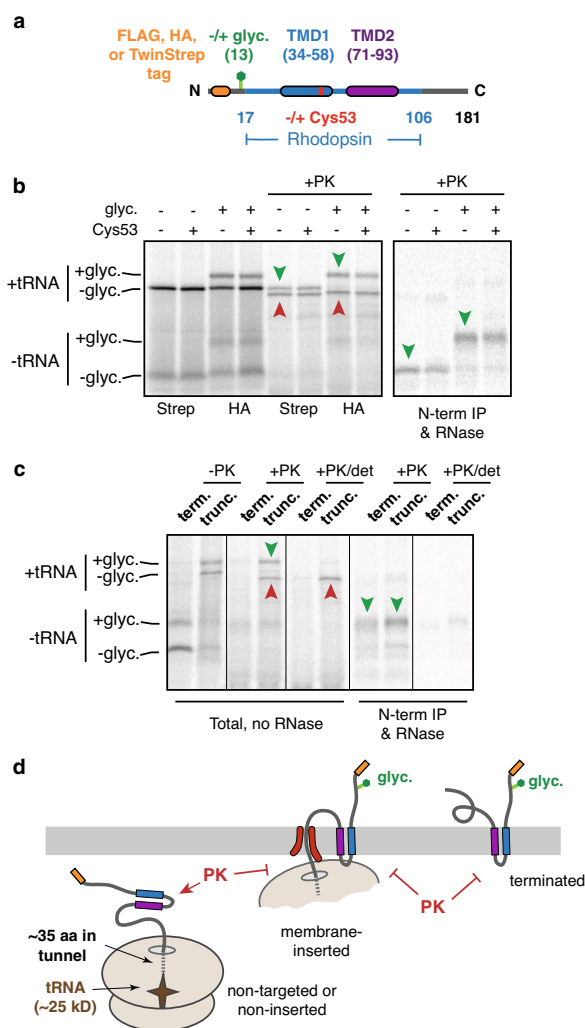 a
FLAG, HA,
or TwinStrep
tag
-/+ glyc.
(13)
TMD1
(34-58)
TMD2
(71-93)
N
C
17
-/+ Cys53
106
181
Rhodopsin
b
+PK
+PK
glyc. - - + + - - + + - - + +
Cys53 - + - + - + - + - + - +
+tRNA
+glyc.
-glyc.
-tRNA
+glyc.
-glyc.
Strep HA Strep HA
N-term IP
& RNase
c
-PK +PK +PK/det +PK +PK/det
term. trunc. term. trunc. term. trunc. term. trunc. term. trunc.
+tRNA
+glyc.
-glyc.
-tRNA
+glyc.
-glyc.
Total, no RNase
N-term IP
& RNase
d
glyc.
glyc.
PK
PK
terminated
membrane-
inserted
~35 aa in
tunnel
tRNA
(~25 kD)
non-targeted or
non-inserted